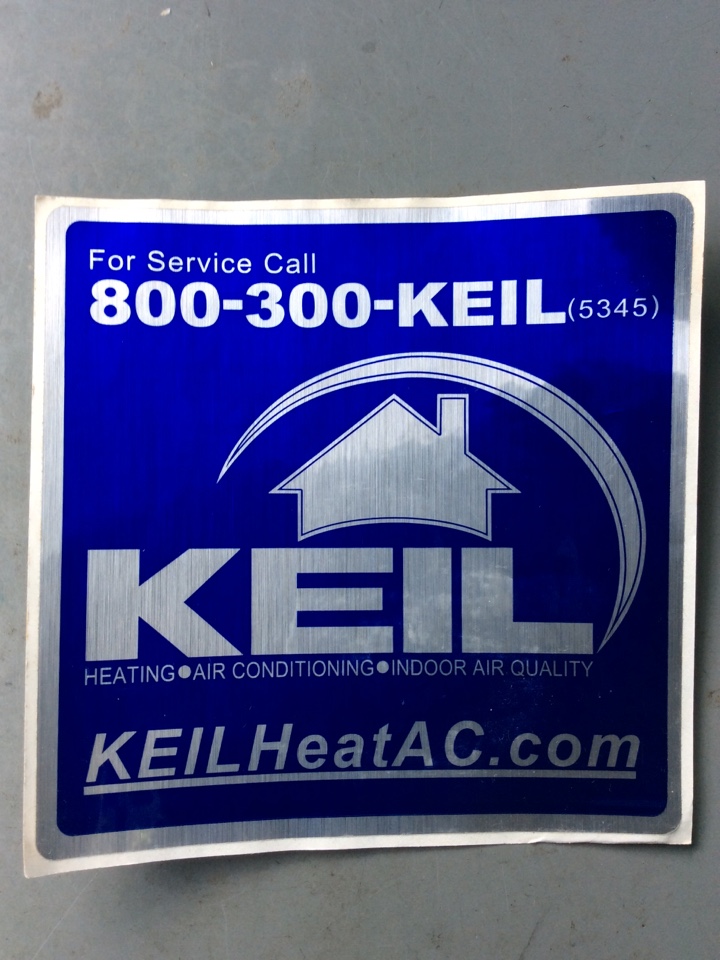 For Service Call
800-300-KEIL(5345)
KEIL
HEATING●AIR CONDITIONING●INDOOR AIR QUALITY
KEILHeatAC.com